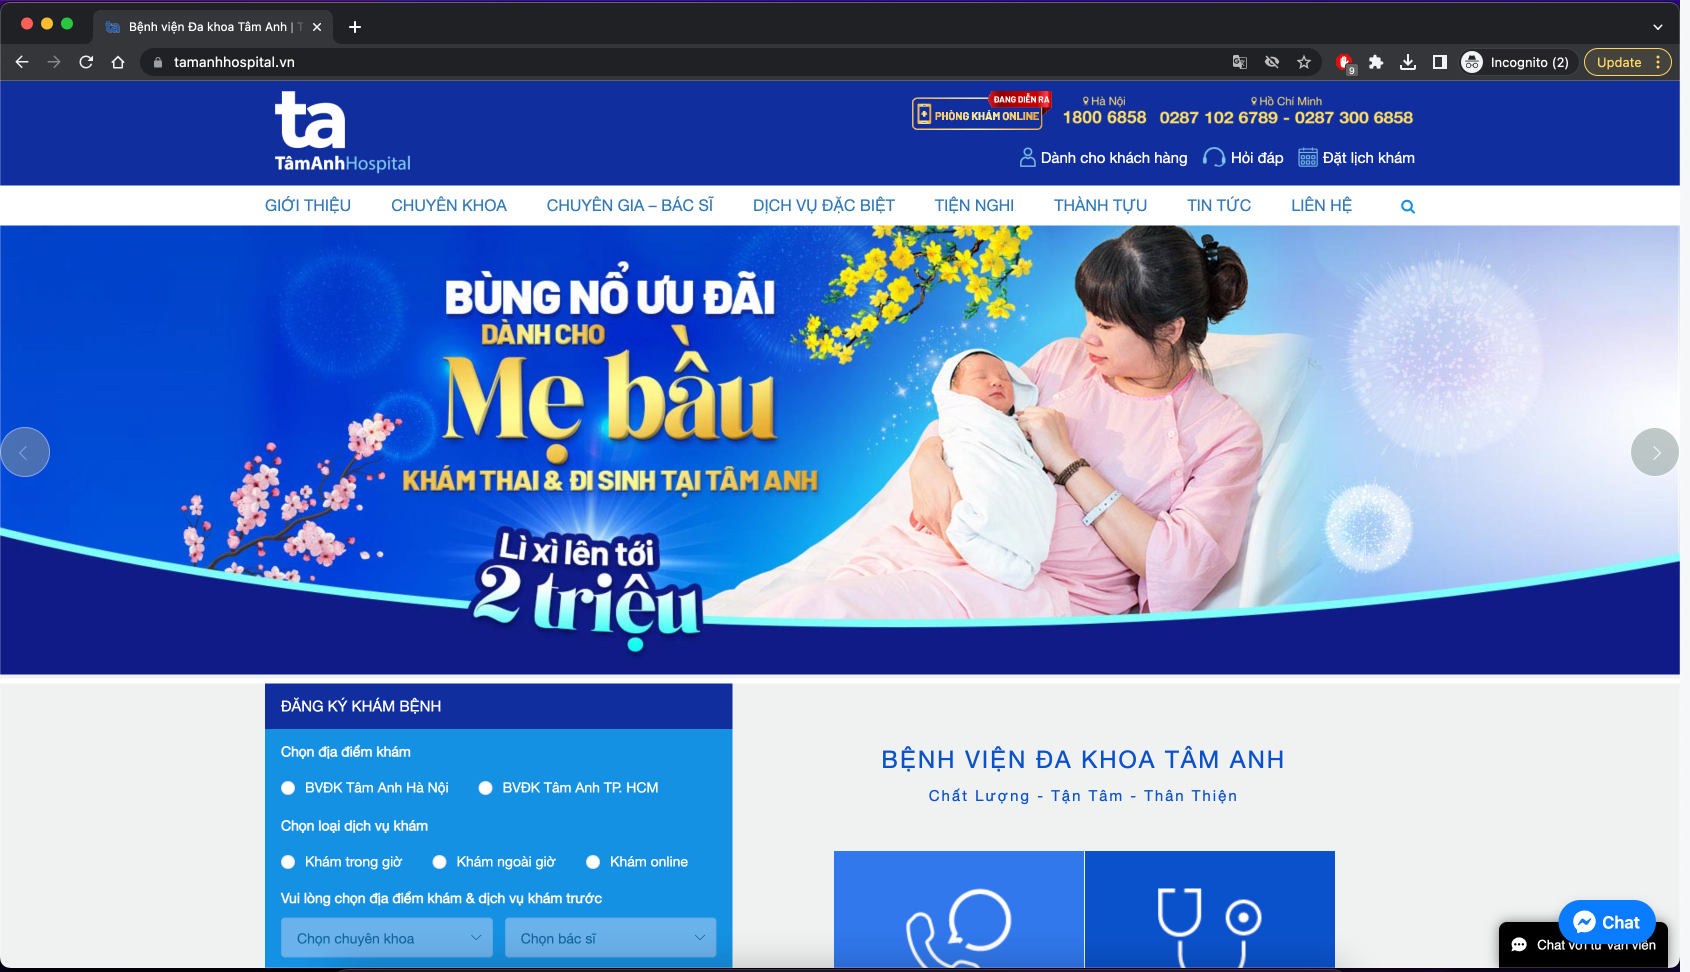 Bệnh viện Đa khoa Tâm Anh |
tamanhhospital.vn
9
Incognito (2)
Update
ta
TâmAnhHospital
ĐANG DIỄN RA
PHÒNG KHÁM ONLINE
Hà Nội
1800 6858
Hồ Chí Minh
0287 102 6789 - 0287 300 6858
Dành cho khách hàng
Hỏi đáp
Đặt lịch khám
GIỚI THIỆU
CHUYÊN KHOA
CHUYÊN GIA – BÁC SĨ
DỊCH VỤ ĐẶC BIỆT
TIỆN NGHI
THÀNH TỰU
TIN TỨC
LIÊN HỆ
BÙNG NỔ ƯU ĐÃI
DÀNH CHO
Mẹ bầu
KHÁM THAI & ĐI SINH TẠI TÂM ANH
Lì xì lên tới
2 triệu
ĐĂNG KÝ KHÁM BỆNH
Chọn địa điểm khám
BVĐK Tâm Anh Hà Nội
BVĐK Tâm Anh TP. HCM
Chọn loại dịch vụ khám
Khám trong giờ
Khám ngoài giờ
Khám online
Vui lòng chọn địa điểm khám & dịch vụ khám trước
Chọn chuyên khoa
Chọn bác sĩ
BỆNH VIỆN ĐA KHOA TÂM ANH
Chất Lượng - Tận Tâm - Thân Thiện
Chat
Chat với tư vấn viên